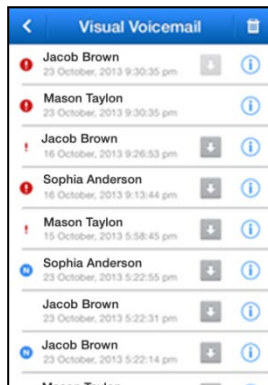 Visual Voicemail
Jacob Brown
23 October, 2013 9:30:35 pm
Mason Taylon
23 October, 2013 9:30:35 pm
Jacob Brown
16 October, 2013 9:26:53 pm
Sophia Anderson
16 October, 2013 9:13:44 pm
Mason Taylon
15 October, 2013 5:58:45 pm
Sophia Anderson
N
23 October, 2013 5:22:55 pm
Jacob Brown
23 October, 2013 5:22:31 pm
Jacob Brown
N
23 October, 2013 5:22:14 pm